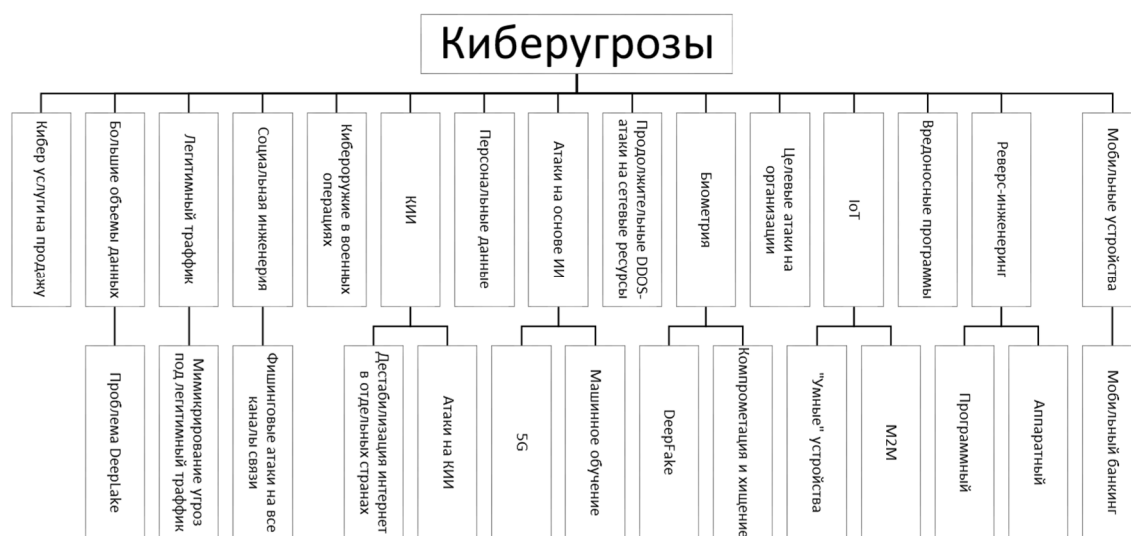 Киберугрозы
Кибер услуги на продажу
Большие объемы данных
Легитимный траффик
Социальная инженерия
Кибероружие в военных
операциях
КИИ
Персональные данные
Атаки на основе ИИ
Продолжительные DDOS-
атаки на сетевые ресурсы
Биометрия
Целевые атаки на
организации
IoT
Вредоносные программы
Реверс-инженеринг
Мобильные устройства
Проблема DeepLake
Мимикрирование угроз
под легитимный траффик
Фишинговые атаки на все
каналы связи
Дестабилизация интернет
в отдельных странах
Атаки на КИИ
5G
Машинное обучение
DeepFake
Компрометация и хищение
"Умные" устройства
M2M
Программный
Аппаратный
Мобильный банкинг